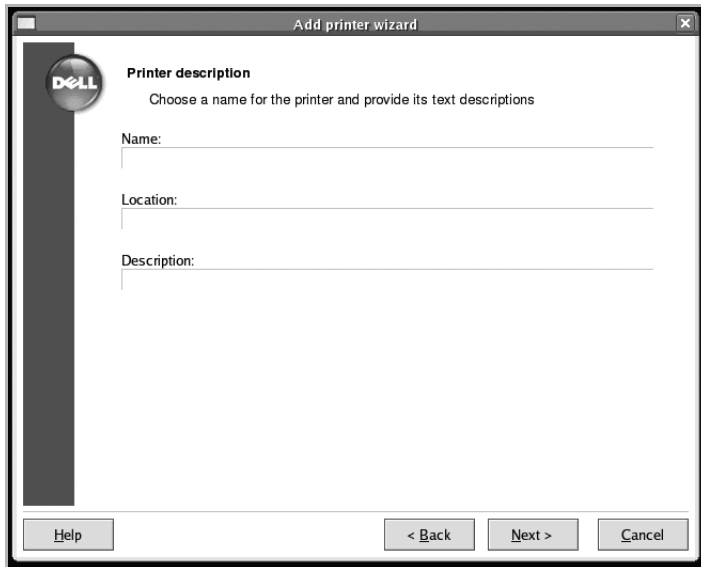 Add printer wizard
DELL
Printer description
Choose a name for the printer and provide its text descriptions
Name:
Location:
Description:
Help
< Back
Next >
Cancel